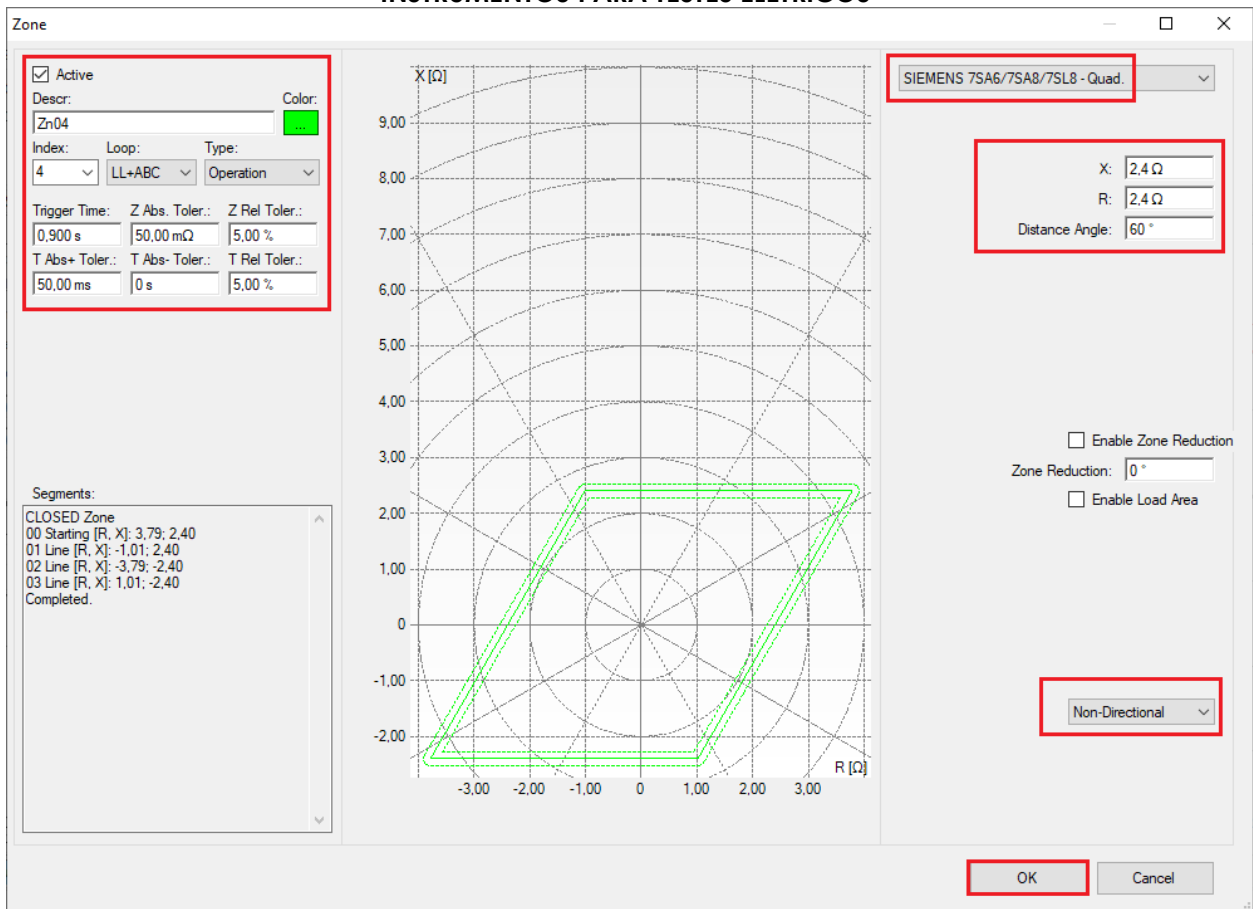 INSTRUMENTOS PARA TESTES ELÉTRICOS
Zone
Active
Descr: Color:
Zn04 ...
Index: Loop: Type:
4 LL+ABC Operation
Trigger Time: Z Abs. Toler.: Z Rel Toler.:
0,900 s 50,00 mΩ 5,00 %
T Abs+ Toler.: T Abs- Toler.: T Rel Toler.:
50,00 ms 0 s 5,00 %
Segments:
CLOSED Zone
00 Starting [R, X]: 3,79; 2,40
01 Line [R, X]: -1,01; 2,40
02 Line [R, X]: -3,79; -2,40
03 Line [R, X]: 1,01; -2,40
Completed.
X [Ω]
9,00
8,00
7,00
6,00
5,00
4,00
3,00
2,00
1,00
0
-1,00
-2,00
R [Ω]
-3,00 -2,00 -1,00 0 1,00 2,00 3,00
SIEMENS 7SA6/7SA8/7SL8 - Quad.
X: 2,4 Ω
R: 2,4 Ω
Distance Angle: 60 °
Enable Zone Reduction
Zone Reduction: 0 °
Enable Load Area
Non-Directional
OK Cancel